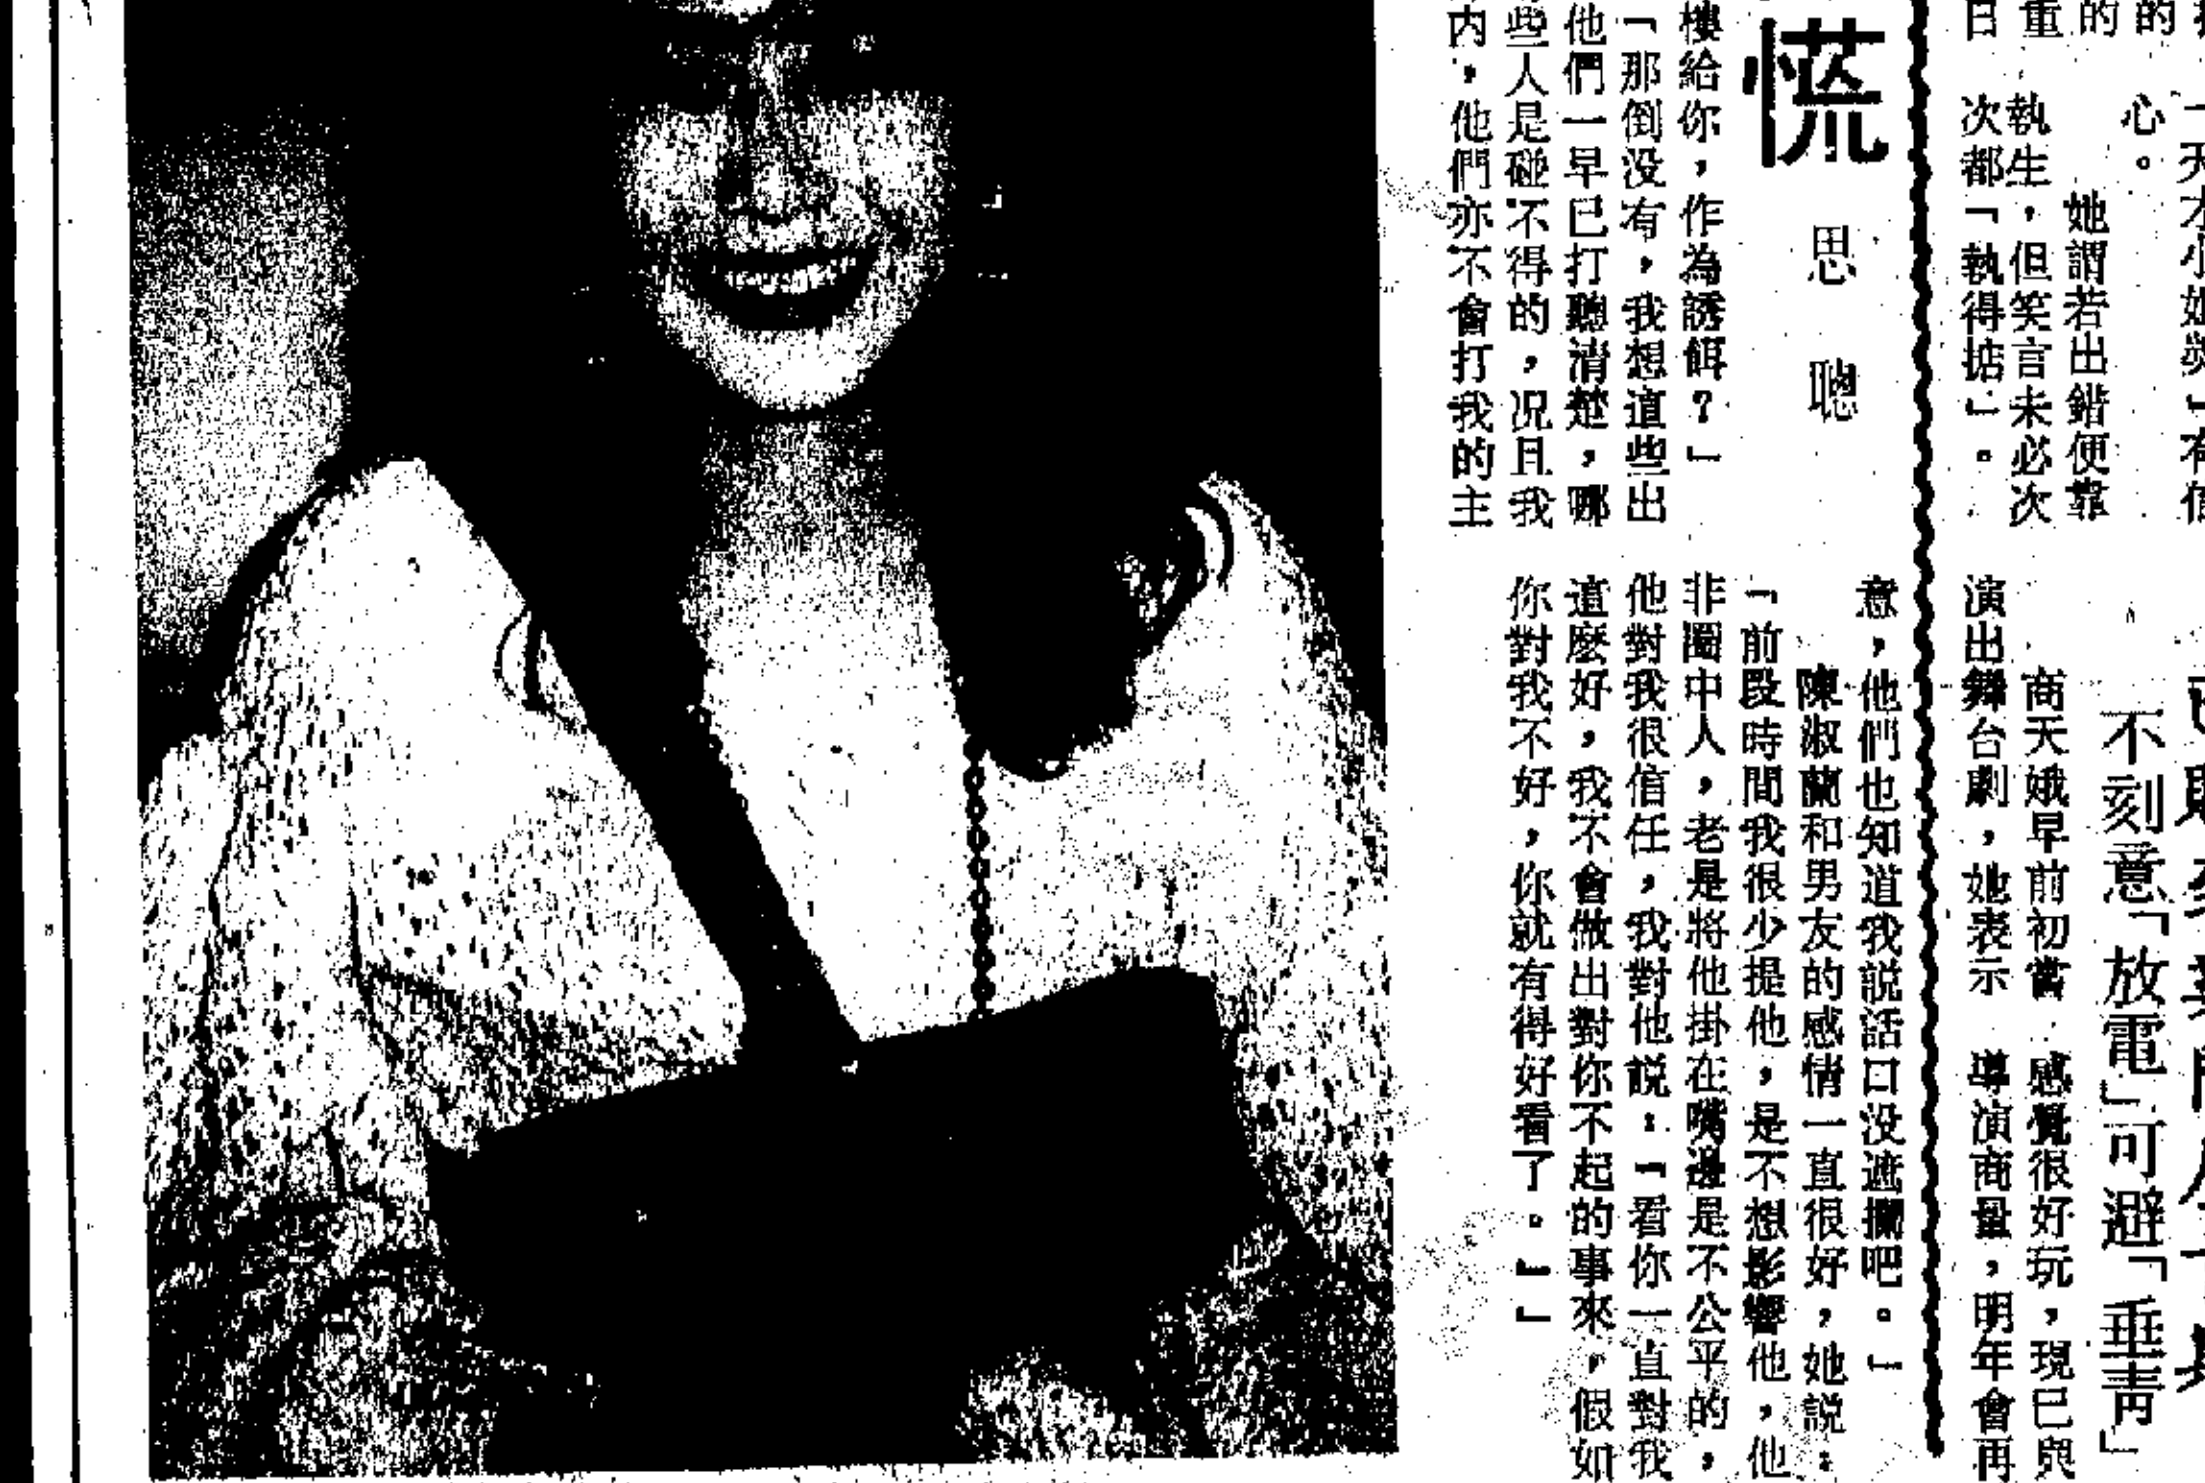 慌
思聰
樓給你，作為誘餌？」
「那倒没有，我想這些出
他們一早已打聽清楚，哪
些人是碰不得的，况且我
内，他們亦不會打我的主
意，他們也知道我説話口没遮攔吧。」
陳淑蘭和男友的感情一直很好，她説：
「前段時間我很少提他，是不想影響他，他
非圈中人，老是將他掛在嘴邊是不公平的，
他對我很信任，我對他説：「看你一直對我
這麽好，我不會做出對你不起的事來，假如
你對我不好，你就有得好看了。」」
的
的
重
日
心。
她謂若出錯便靠
執生，但笑言未必次
次都「執得掂」。
不刻意「放電」可避「垂青」
商天娥早前初嘗
演出舞台劇，她表示
感覺很好玩，現已與
導演商量，明年會再